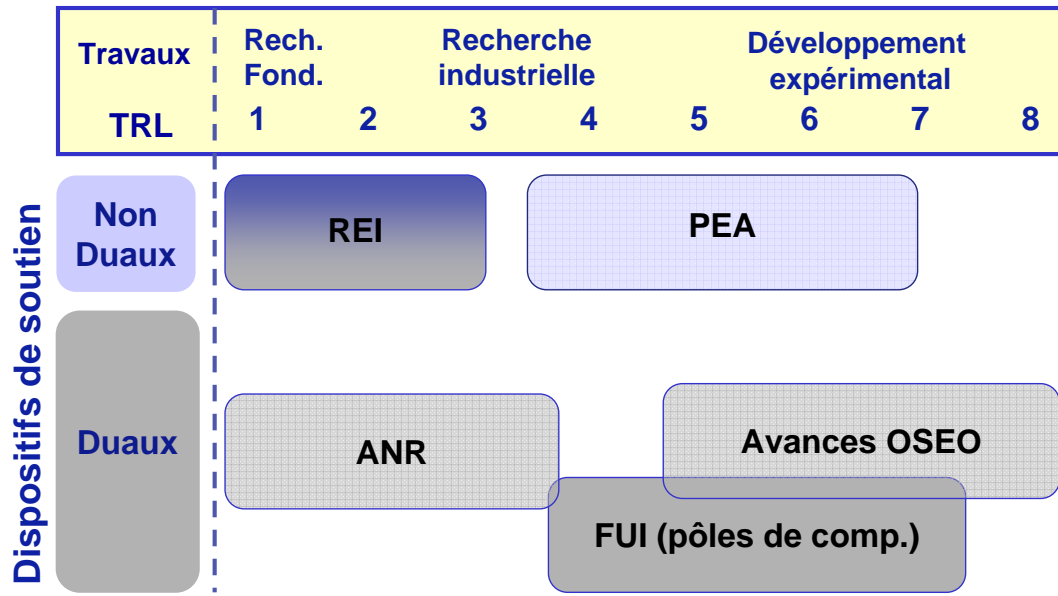 Travaux
Rech.
Fond.
Recherche
industrielle
Développement
expérimental
TRL
1 2 3 4 5 6 7 8
Dispositifs de soutien
Non
Duaux
REI
PEA
Duaux
ANR
Avances OSEO
FUI (pôles de comp.)